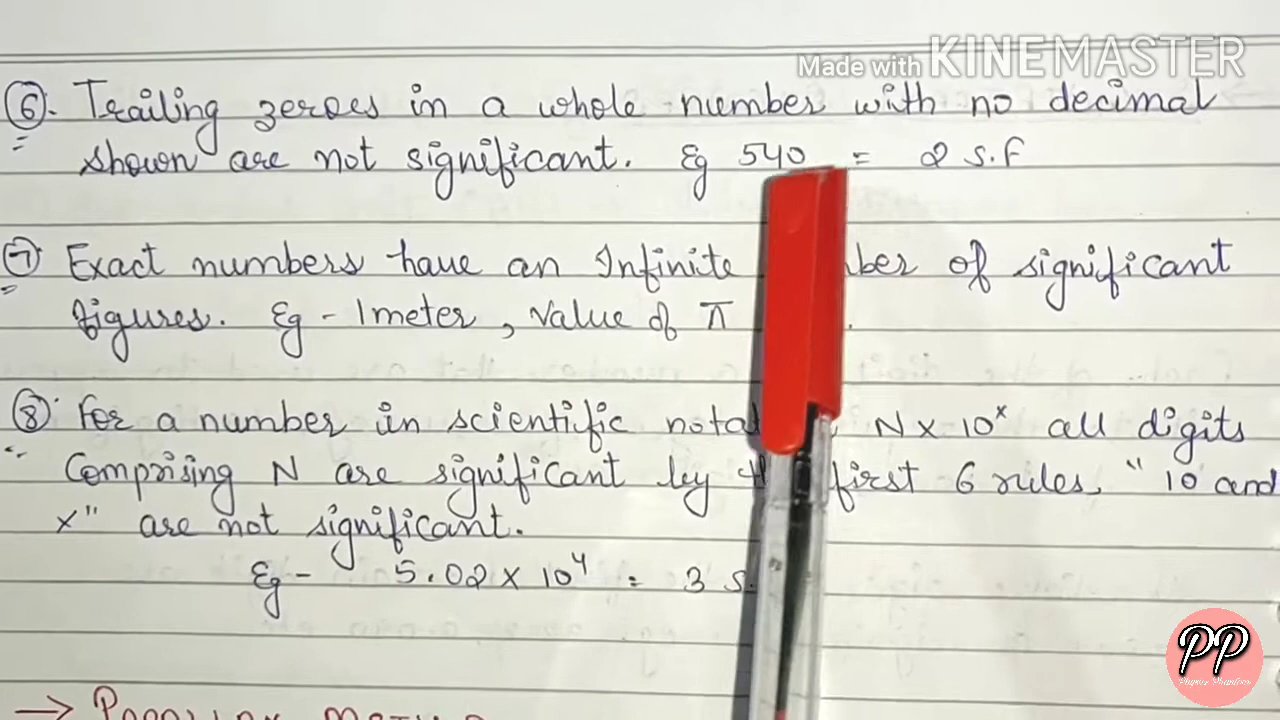 Made with KINEMASTER
⑥. Trailing zeroes in a whole number with no decimal
shown are not significant. Eg 540 = 2 S.F
⑦. Exact numbers have an Infinite of significant
figures. Eg - 1 meter, Value of π
⑧. For a number in scientific N x 10ˣ all digits
Comprising N are significant by first 6 rules, "10 and
x" are not significant.
Eg - 5.02 x 10⁴ = 3 S.
PP
→